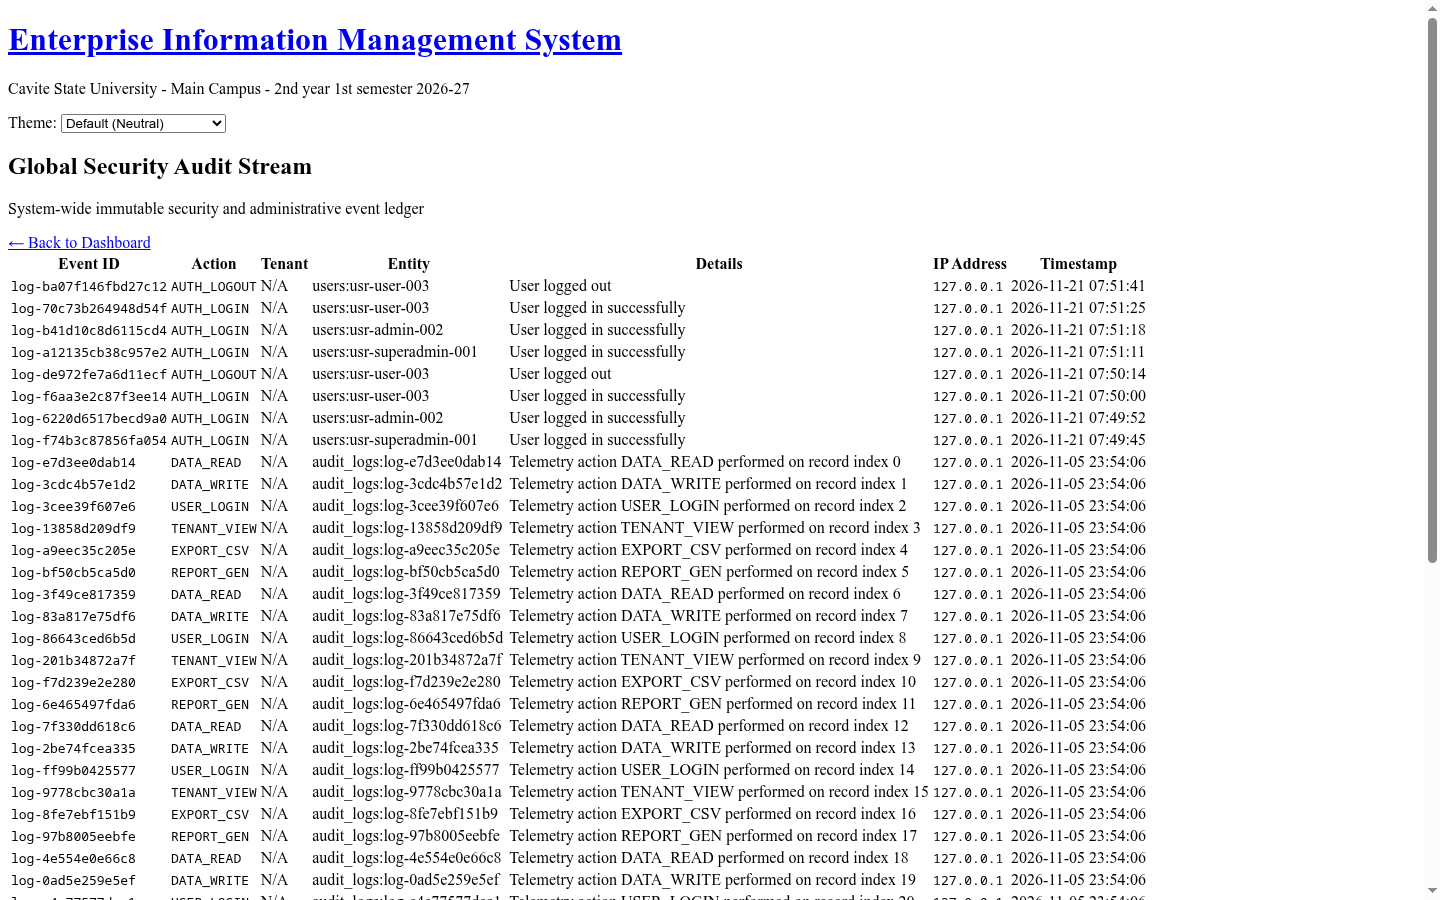 Enterprise Information Management System
Cavite State University - Main Campus - 2nd year 1st semester 2026-27
Theme: Default (Neutral)
Global Security Audit Stream
System-wide immutable security and administrative event ledger
← Back to Dashboard
Event ID Action Tenant Entity Details IP Address Timestamp
log-ba07f146fbd27c12 AUTH_LOGOUT N/A users:usr-user-003 User logged out 127.0.0.1 2026-11-21 07:51:41
log-70c73b264948d54f AUTH_LOGIN N/A users:usr-user-003 User logged in successfully 127.0.0.1 2026-11-21 07:51:25
log-b41d10c8d6115cd4 AUTH_LOGIN N/A users:usr-admin-002 User logged in successfully 127.0.0.1 2026-11-21 07:51:18
log-a12135cb38c957e2 AUTH_LOGIN N/A users:usr-superadmin-001 User logged in successfully 127.0.0.1 2026-11-21 07:51:11
log-de972fe7a6d11ecf AUTH_LOGOUT N/A users:usr-user-003 User logged out 127.0.0.1 2026-11-21 07:50:14
log-f6aa3e2c87f3ee14 AUTH_LOGIN N/A users:usr-user-003 User logged in successfully 127.0.0.1 2026-11-21 07:50:00
log-6220d6517becd9a0 AUTH_LOGIN N/A users:usr-admin-002 User logged in successfully 127.0.0.1 2026-11-21 07:49:52
log-f74b3c87856fa054 AUTH_LOGIN N/A users:usr-superadmin-001 User logged in successfully 127.0.0.1 2026-11-21 07:49:45
log-e7d3ee0dab14 DATA_READ N/A audit_logs:log-e7d3ee0dab14 Telemetry action DATA_READ performed on record index 0 127.0.0.1 2026-11-05 23:54:06
log-3cdc4b57e1d2 DATA_WRITE N/A audit_logs:log-3cdc4b57e1d2 Telemetry action DATA_WRITE performed on record index 1 127.0.0.1 2026-11-05 23:54:06
log-3cee39f607e6 USER_LOGIN N/A audit_logs:log-3cee39f607e6 Telemetry action USER_LOGIN performed on record index 2 127.0.0.1 2026-11-05 23:54:06
log-13858d209df9 TENANT_VIEW N/A audit_logs:log-13858d209df9 Telemetry action TENANT_VIEW performed on record index 3 127.0.0.1 2026-11-05 23:54:06
log-a9eec35c205e EXPORT_CSV N/A audit_logs:log-a9eec35c205e Telemetry action EXPORT_CSV performed on record index 4 127.0.0.1 2026-11-05 23:54:06
log-bf50cb5ca5d0 REPORT_GEN N/A audit_logs:log-bf50cb5ca5d0 Telemetry action REPORT_GEN performed on record index 5 127.0.0.1 2026-11-05 23:54:06
log-3f49ce817359 DATA_READ N/A audit_logs:log-3f49ce817359 Telemetry action DATA_READ performed on record index 6 127.0.0.1 2026-11-05 23:54:06
log-83a817e75df6 DATA_WRITE N/A audit_logs:log-83a817e75df6 Telemetry action DATA_WRITE performed on record index 7 127.0.0.1 2026-11-05 23:54:06
log-86643ced6b5d USER_LOGIN N/A audit_logs:log-86643ced6b5d Telemetry action USER_LOGIN performed on record index 8 127.0.0.1 2026-11-05 23:54:06
log-201b34872a7f TENANT_VIEW N/A audit_logs:log-201b34872a7f Telemetry action TENANT_VIEW performed on record index 9 127.0.0.1 2026-11-05 23:54:06
log-f7d239e2e280 EXPORT_CSV N/A audit_logs:log-f7d239e2e280 Telemetry action EXPORT_CSV performed on record index 10 127.0.0.1 2026-11-05 23:54:06
log-6e465497fda6 REPORT_GEN N/A audit_logs:log-6e465497fda6 Telemetry action REPORT_GEN performed on record index 11 127.0.0.1 2026-11-05 23:54:06
log-7f330dd618c6 DATA_READ N/A audit_logs:log-7f330dd618c6 Telemetry action DATA_READ performed on record index 12 127.0.0.1 2026-11-05 23:54:06
log-2be74fcea335 DATA_WRITE N/A audit_logs:log-2be74fcea335 Telemetry action DATA_WRITE performed on record index 13 127.0.0.1 2026-11-05 23:54:06
log-ff99b0425577 USER_LOGIN N/A audit_logs:log-ff99b0425577 Telemetry action USER_LOGIN performed on record index 14 127.0.0.1 2026-11-05 23:54:06
log-9778cbc30a1a TENANT_VIEW N/A audit_logs:log-9778cbc30a1a Telemetry action TENANT_VIEW performed on record index 15 127.0.0.1 2026-11-05 23:54:06
log-8fe7ebf151b9 EXPORT_CSV N/A audit_logs:log-8fe7ebf151b9 Telemetry action EXPORT_CSV performed on record index 16 127.0.0.1 2026-11-05 23:54:06
log-97b8005eebfe REPORT_GEN N/A audit_logs:log-97b8005eebfe Telemetry action REPORT_GEN performed on record index 17 127.0.0.1 2026-11-05 23:54:06
log-4e554e0e66c8 DATA_READ N/A audit_logs:log-4e554e0e66c8 Telemetry action DATA_READ performed on record index 18 127.0.0.1 2026-11-05 23:54:06
log-0ad5e259e5ef DATA_WRITE N/A audit_logs:log-0ad5e259e5ef Telemetry action DATA_WRITE performed on record index 19 127.0.0.1 2026-11-05 23:54:06